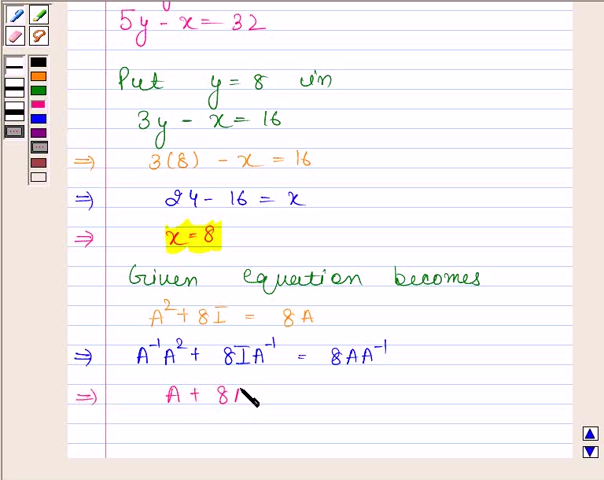 5y - x = 32
Put y = 8 in
3y - x = 16
⇒ 3(8) - x = 16
⇒ 24 - 16 = x
⇒ x = 8
Given equation becomes
A² + 8I = 8A
⇒ A⁻¹A² + 8IA⁻¹ = 8AA⁻¹
⇒ A + 8